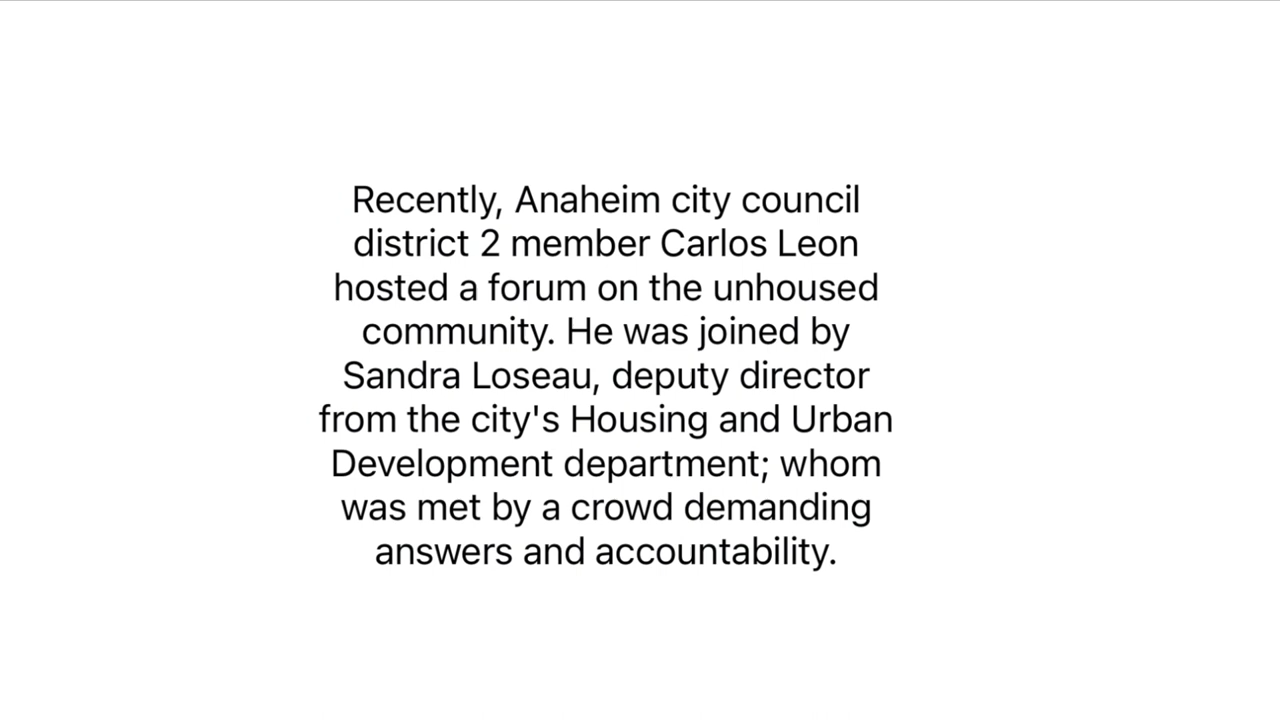 Recently, Anaheim city council
district 2 member Carlos Leon
hosted a forum on the unhoused
community. He was joined by
Sandra Loseau, deputy director
from the city's Housing and Urban
Development department; whom
was met by a crowd demanding
answers and accountability.